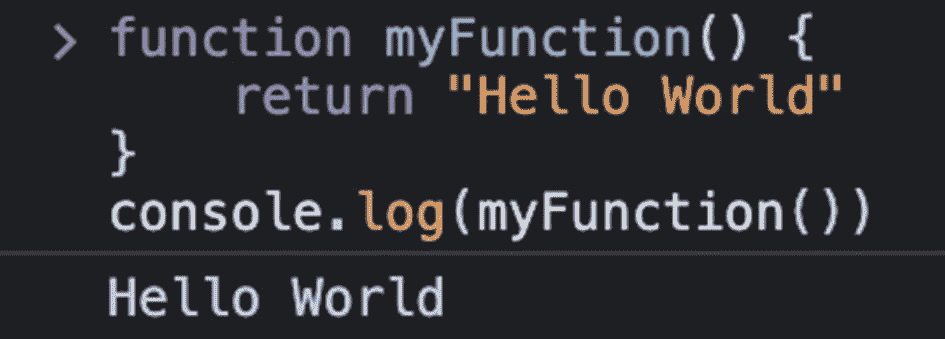 > function myFunction() {
    return "Hello World"
}
console.log(myFunction())
Hello World